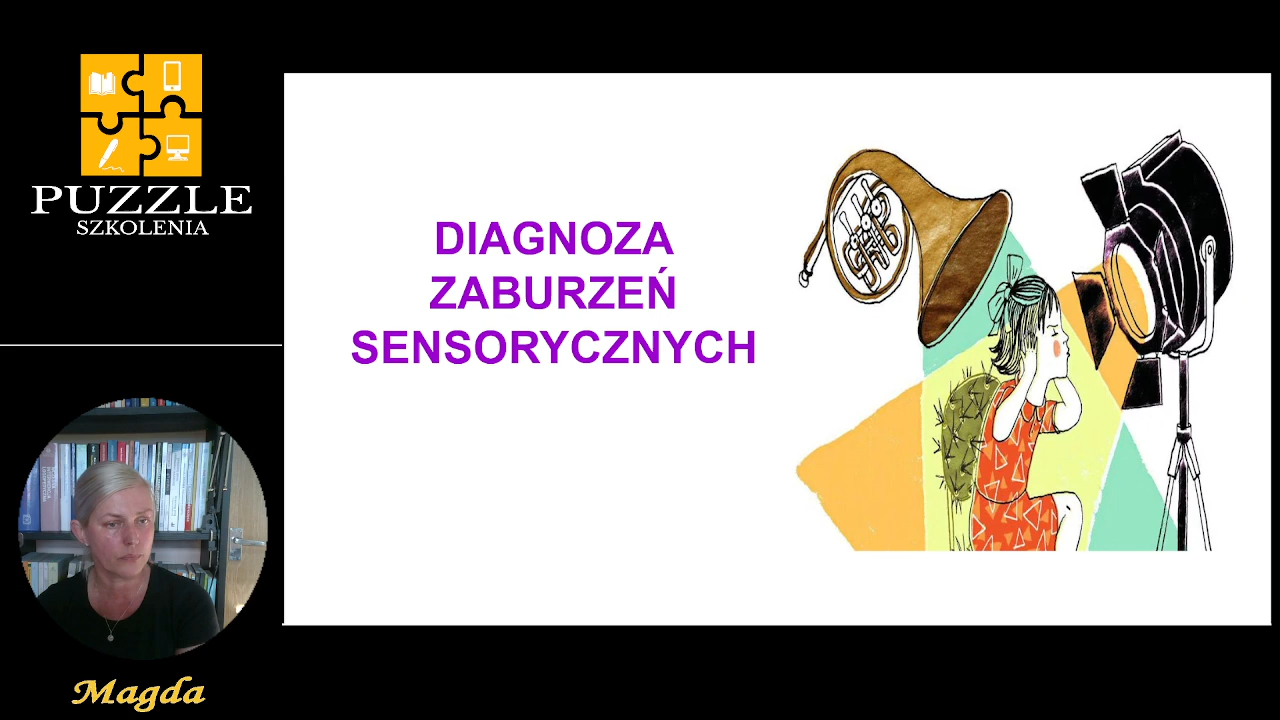 PUZZLE
SZKOLENIA
DIAGNOZA
ZABURZEŃ
SENSORYCZNYCH
Magda